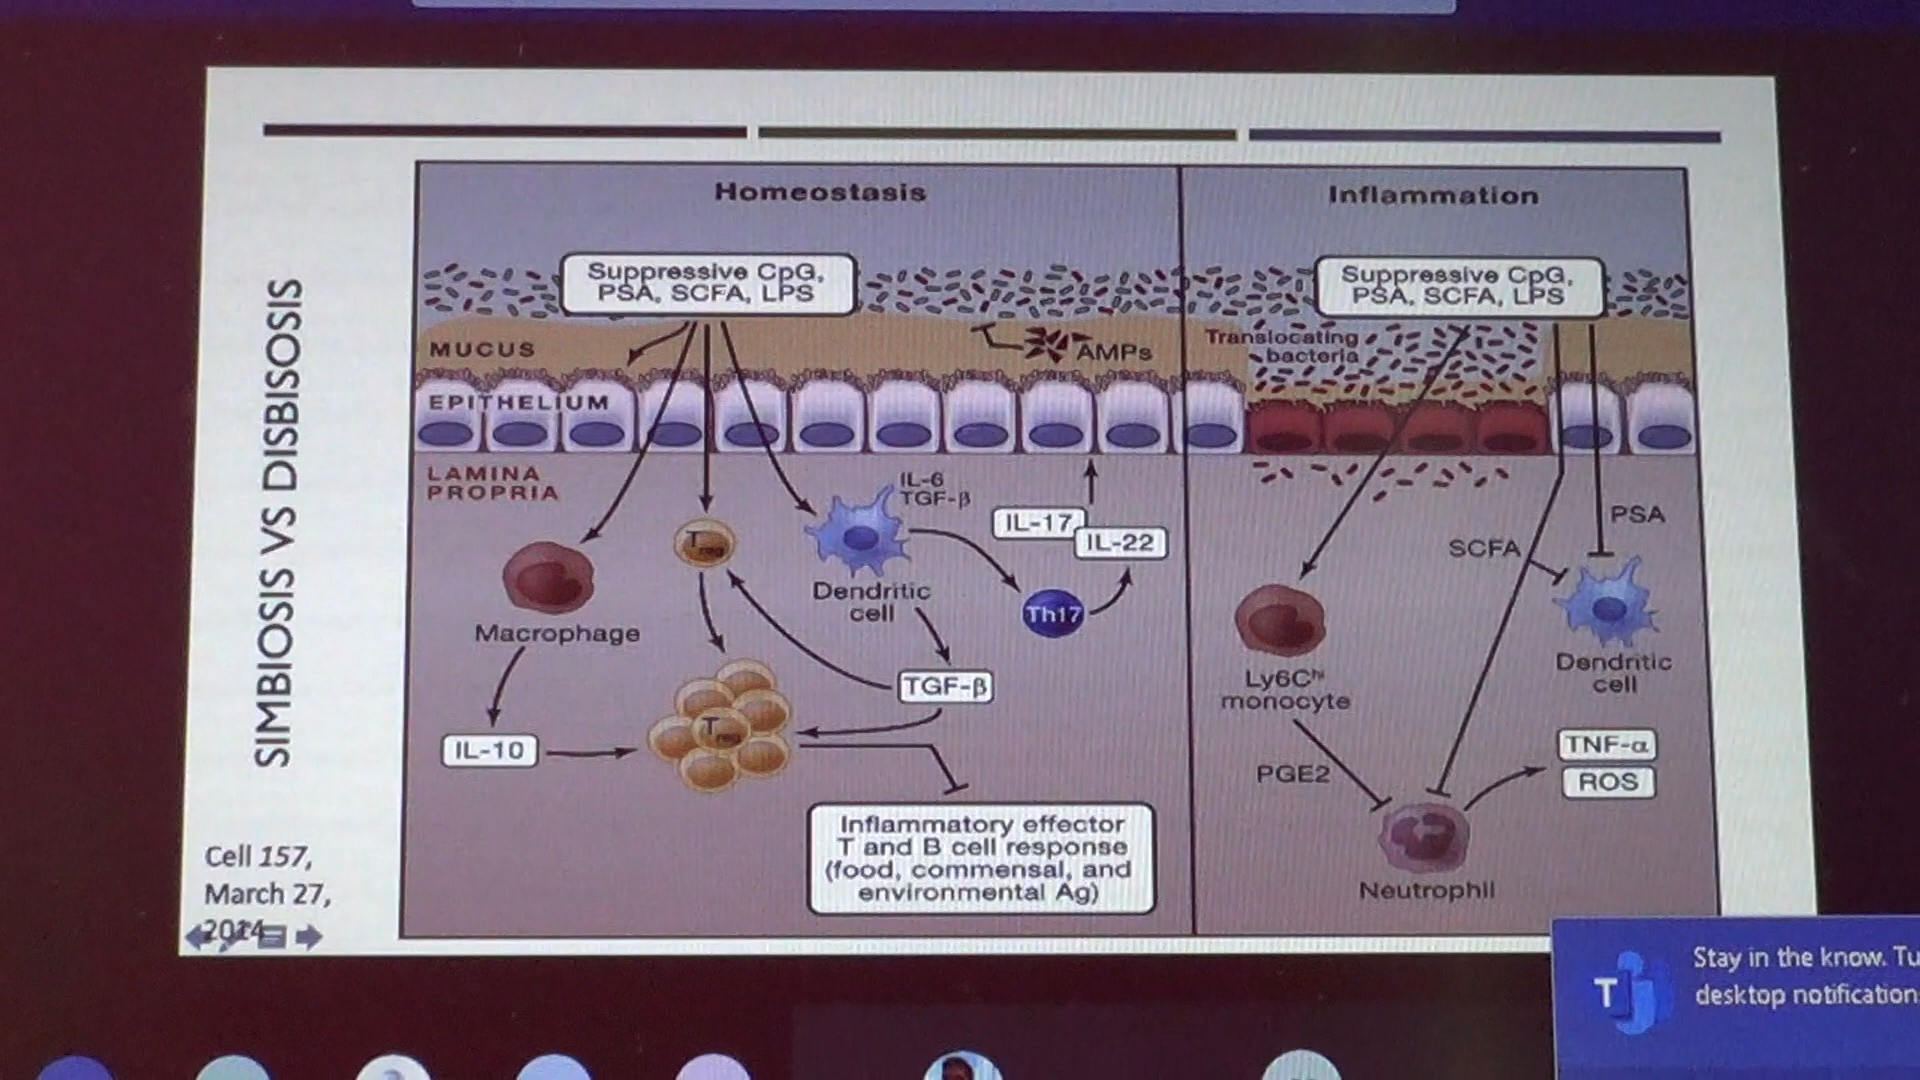 SIMBIOSIS VS DISBISOSIS
Homeostasis
Suppressive CpG,
PSA, SCFA, LPS
MUCUS
AMPs
EPITHELIUM
LAMINA
PROPRIA
IL-6
TGF-β
IL-17
IL-22
Treg
Dendritic
cell
Th17
Macrophage
TGF-β
Treg
IL-10
Inflammatory effector
T and B cell response
(food, commensal, and
environmental Ag)
Inflammation
Suppressive CpG,
PSA, SCFA, LPS
Translocating
bacteria
PSA
SCFA
Ly6Chi
monocyte
Dendritic
cell
PGE2
TNF-α
ROS
Neutrophil
Cell 157,
March 27,
2014
T
Stay in the know. Tu
desktop notification